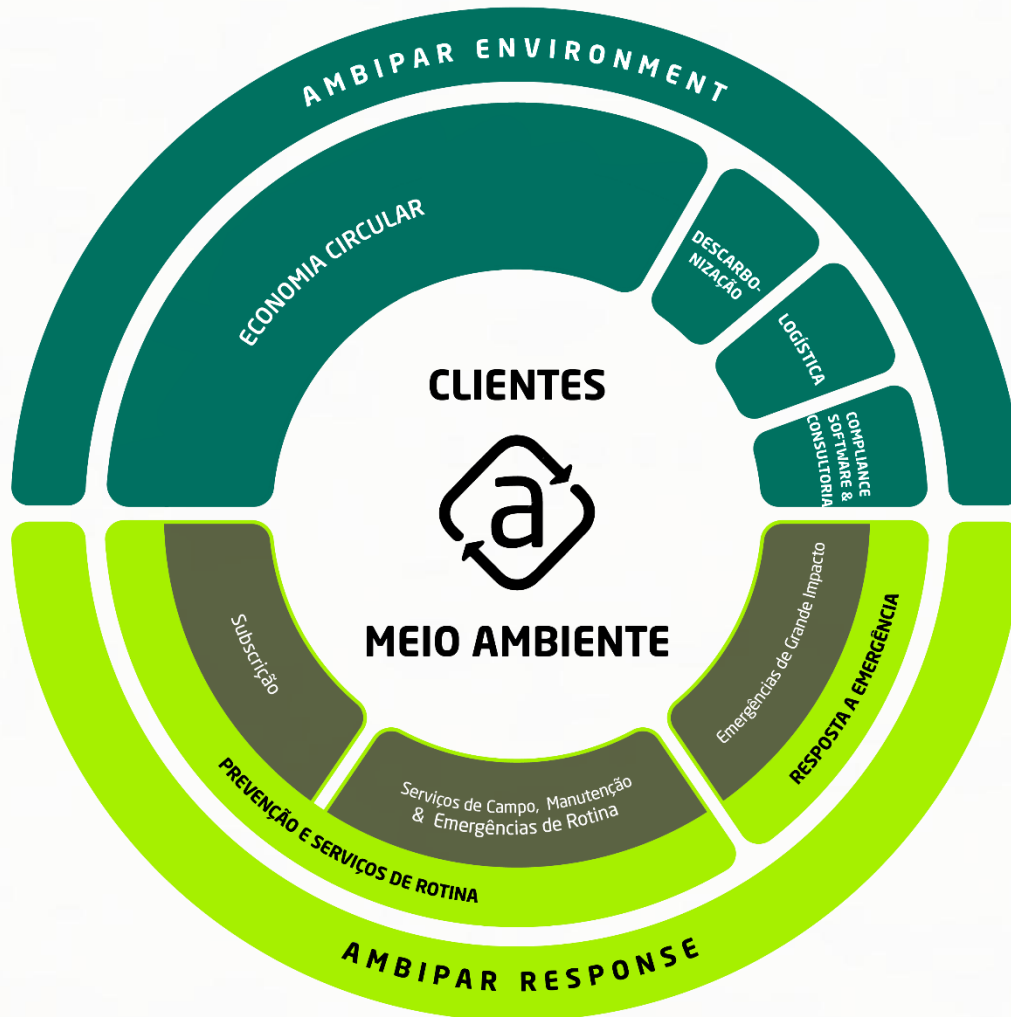 AMBIPAR ENVIRONMENT
ECONOMIA CIRCULAR
DESCARBO-
NIZAÇÃO
LOGÍSTICA
COMPLIANCE
SOFTWARE &
CONSULTORIA
CLIENTES
a
MEIO AMBIENTE
Subscrição
Serviços de Campo, Manutenção
& Emergências de Rotina
Emergências de Grande Impacto
PREVENÇÃO E SERVIÇOS DE ROTINA
RESPOSTA A EMERGÊNCIA
AMBIPAR RESPONSE